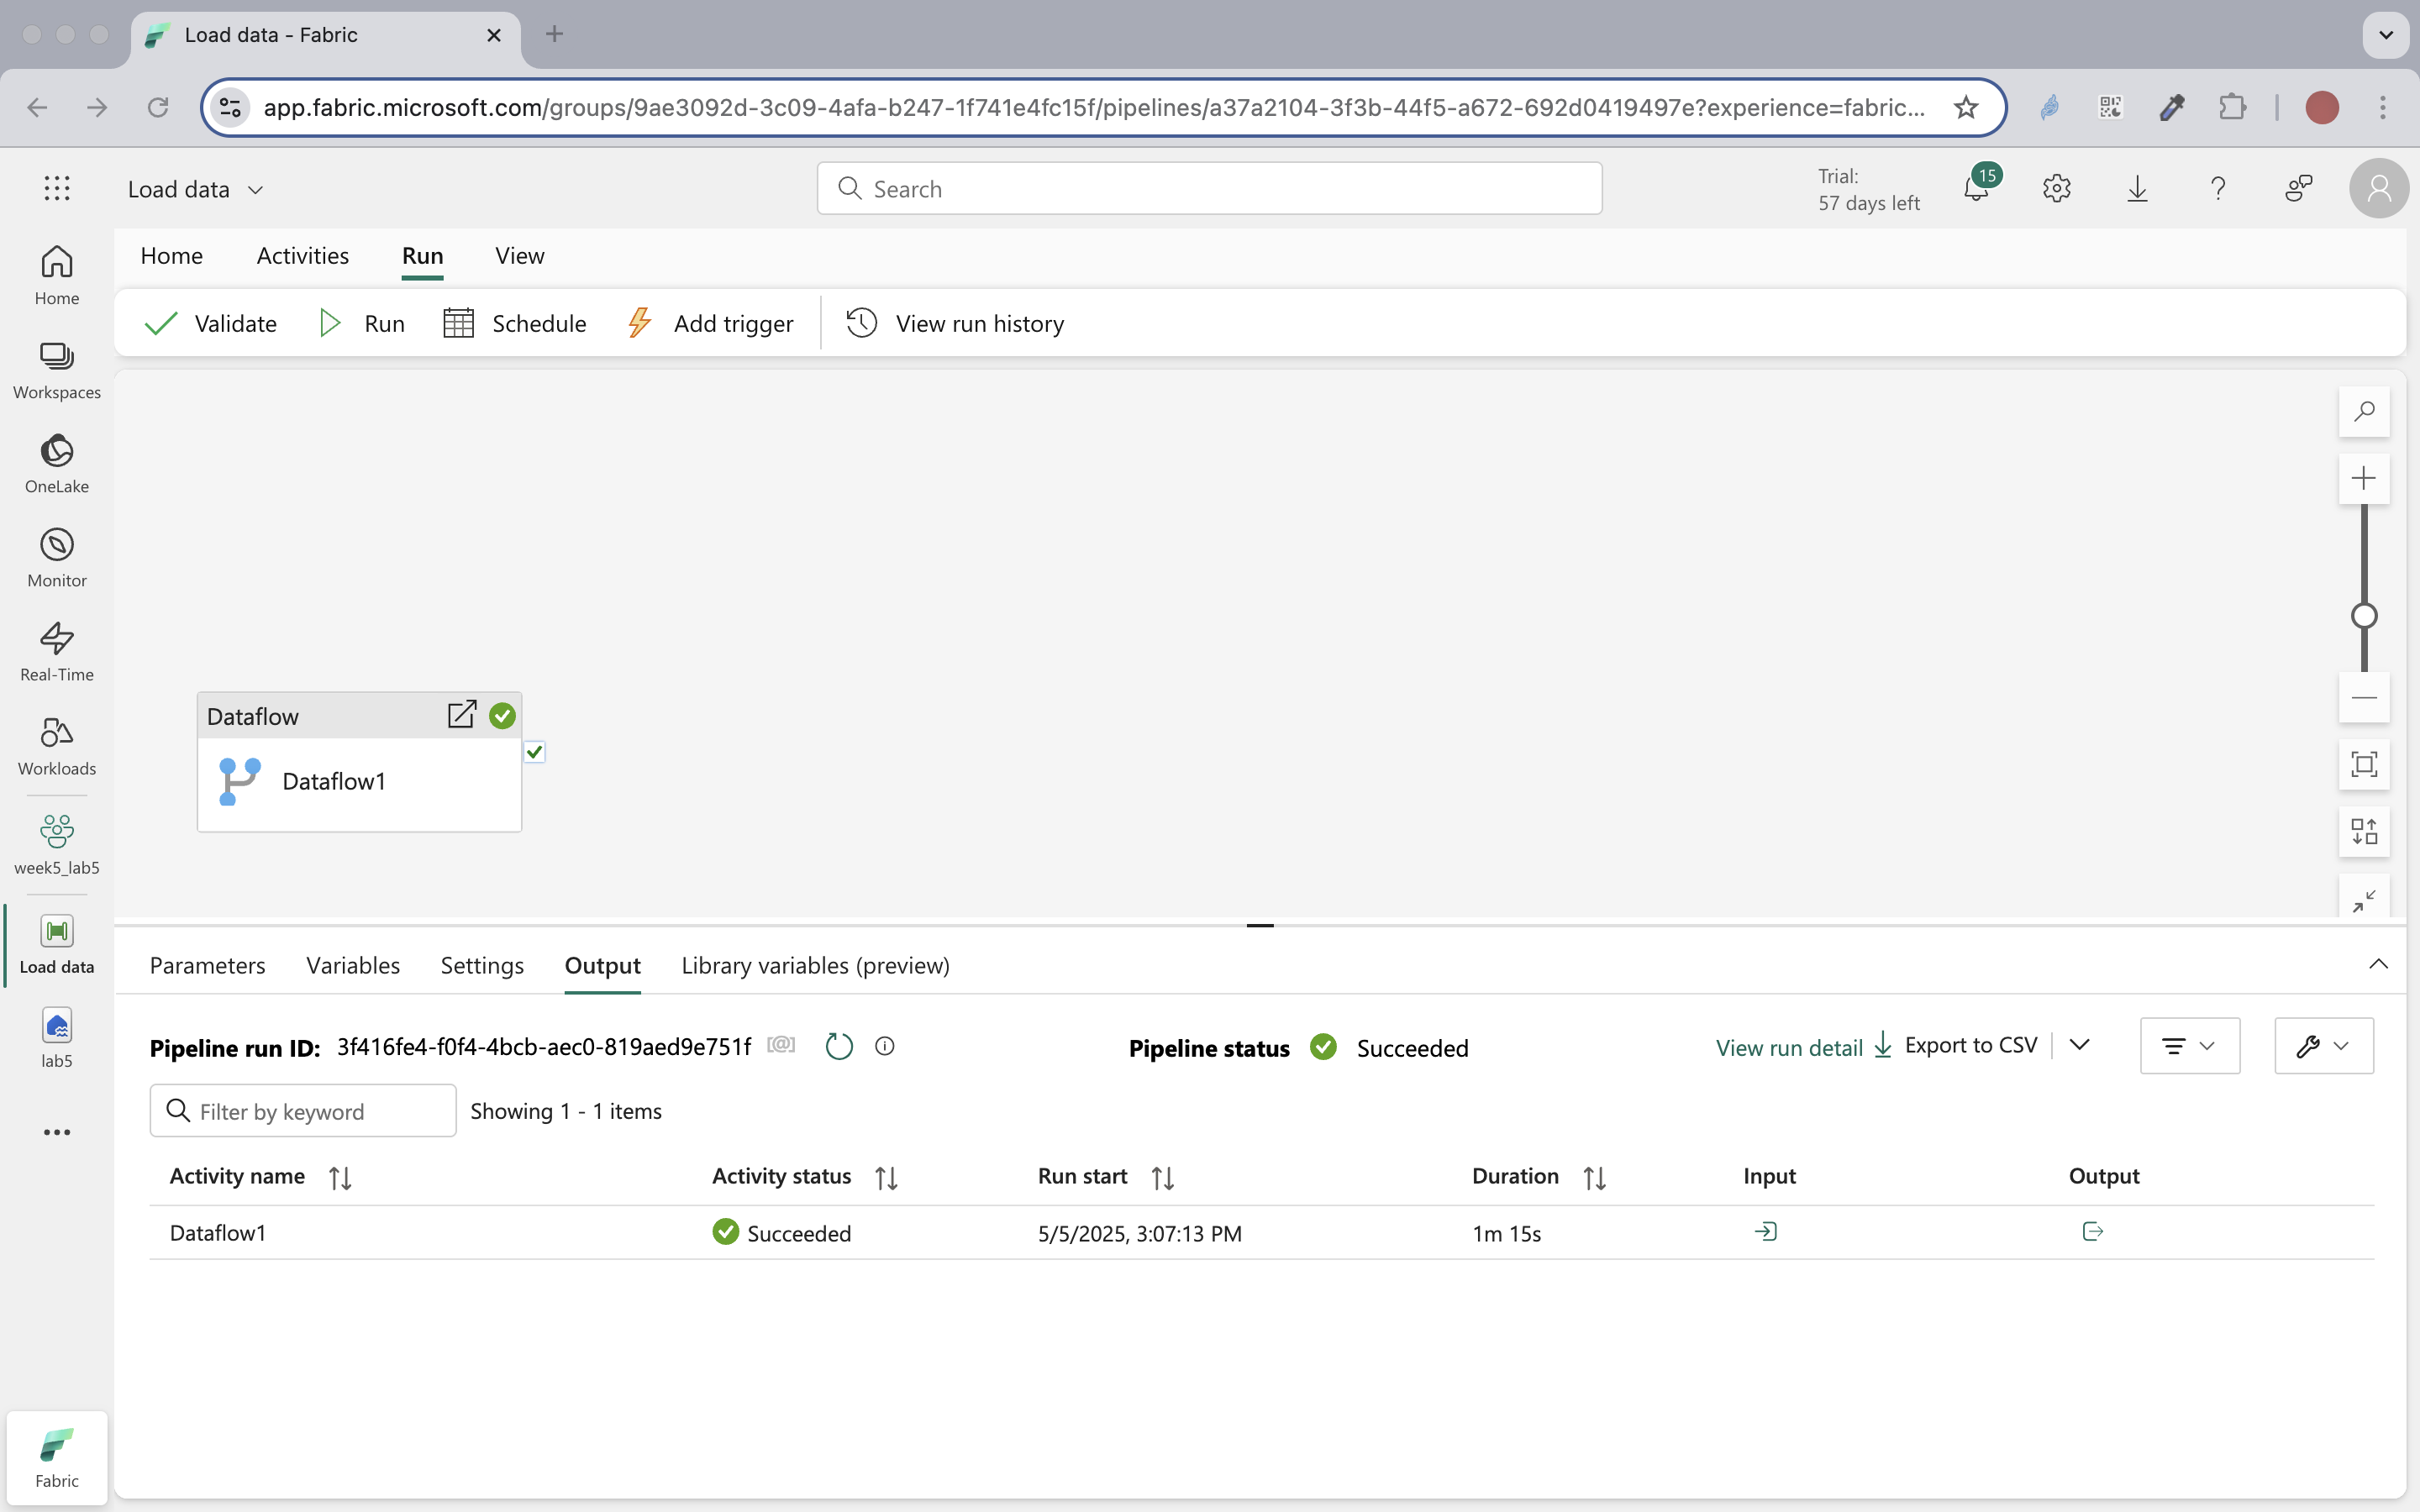 Load data - Fabric
app.fabric.microsoft.com/groups/9ae3092d-3c09-4afa-b247-1f741e4fc15f/pipelines/a37a2104-3f3b-44f5-a672-692d0419497e?experience=fabric...
Load data
Search
Trial:
57 days left
15
Home
Activities
Run
View
Validate
Run
Schedule
Add trigger
View run history
Home
Workspaces
OneLake
Monitor
Real-Time
Workloads
week5_lab5
Load data
lab5
Fabric
Dataflow
Dataflow1
Parameters
Variables
Settings
Output
Library variables (preview)
Pipeline run ID: 3f416fe4-f0f4-4bcb-aec0-819aed9e751f [@]
Pipeline status Succeeded
View run detail
Export to CSV
Filter by keyword
Showing 1 - 1 items
Activity name Activity status Run start Duration Input Output
Dataflow1 Succeeded 5/5/2025, 3:07:13 PM 1m 15s